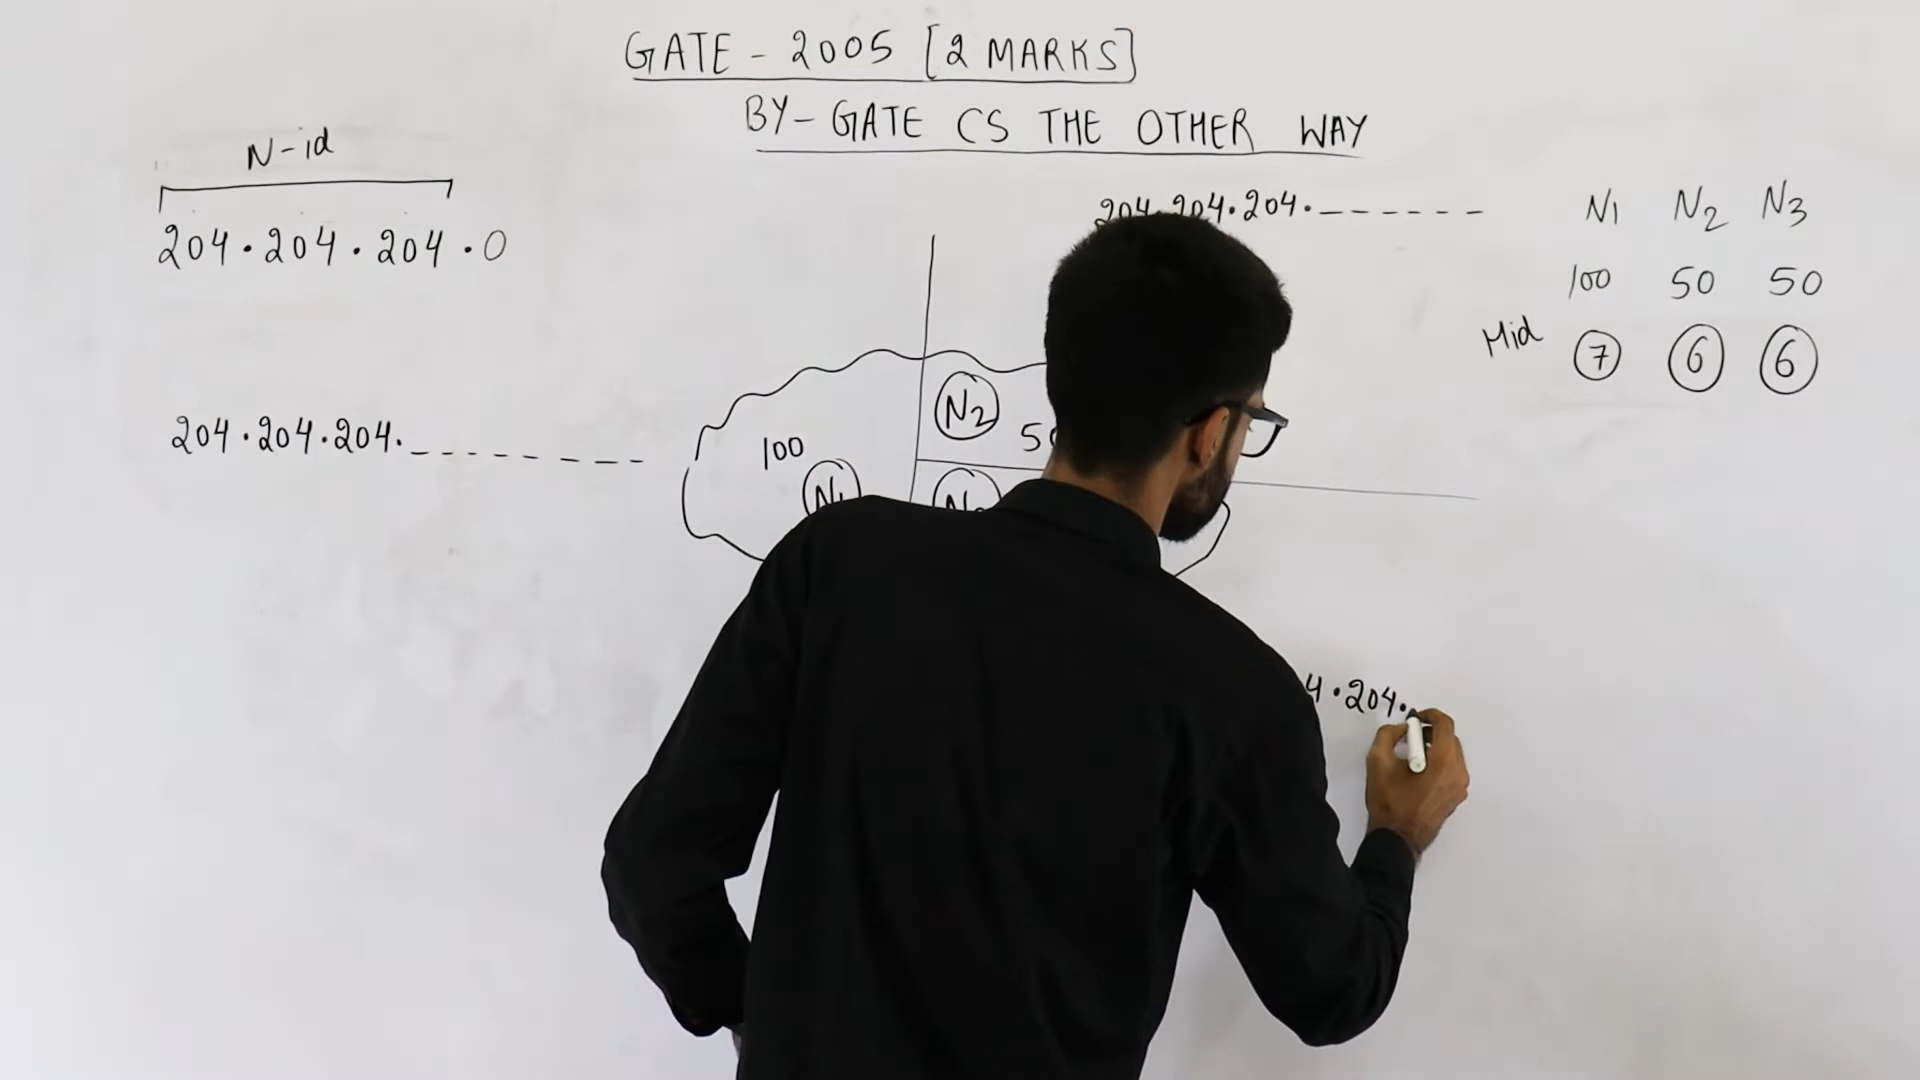 GATE - 2005 [2 MARKS]
BY - GATE CS THE OTHER WAY
N-id
204.204.204.0
204.204.204._ _ _ _ _ _ _ _
204.204.204._ _ _ _ _ _
N1 N2 N3
100 50 50
Hid 7 6 6
N2
100
N1
4.204.